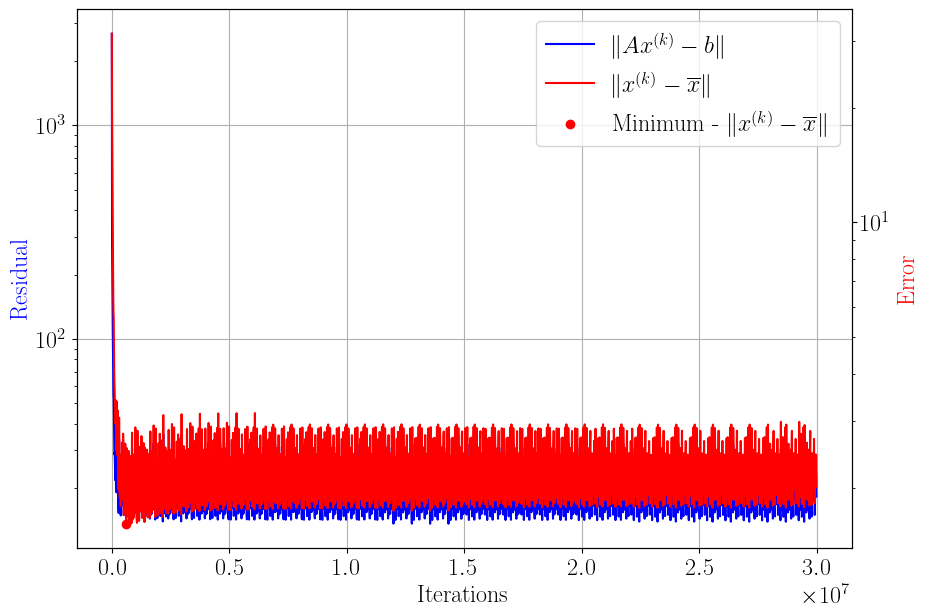 ‖Ax^{(k)} − b‖
‖x^{(k)} − x̅‖
Minimum - ‖x^{(k)} − x̅‖
10^3
10^2
Residual
10^1
Error
0.0 0.5 1.0 1.5 2.0 2.5 3.0
Iterations
×10^7